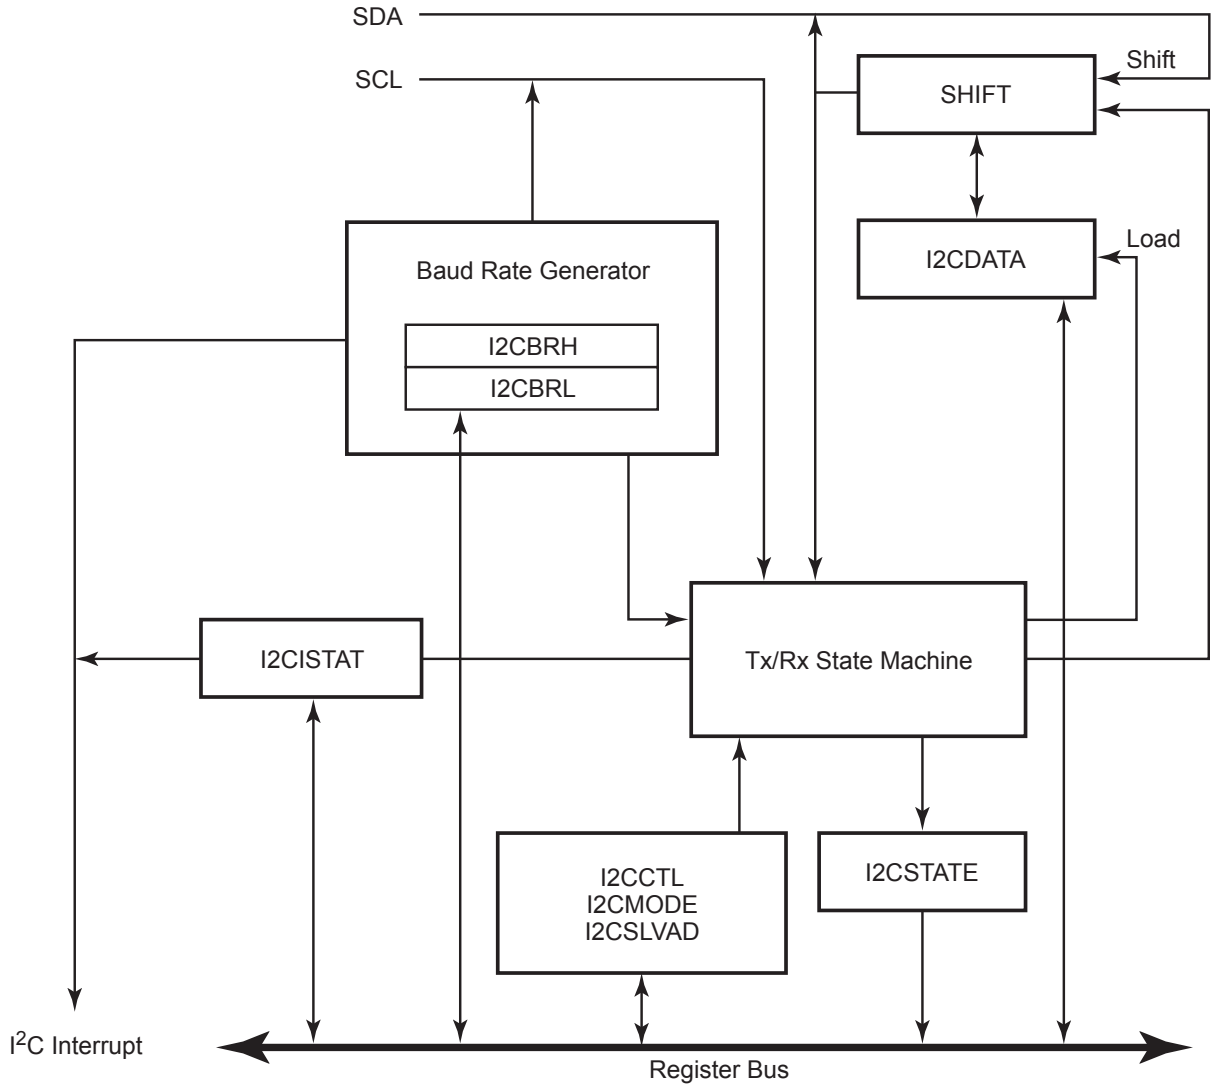 SDA
SCL
Shift
SHIFT
Load
I2CDATA
Baud Rate Generator
I2CBRH
I2CBRL
I2CISTAT
Tx/Rx State Machine
I2CCTL
I2CMODE
I2CSLVAD
I2CSTATE
I²C Interrupt
Register Bus